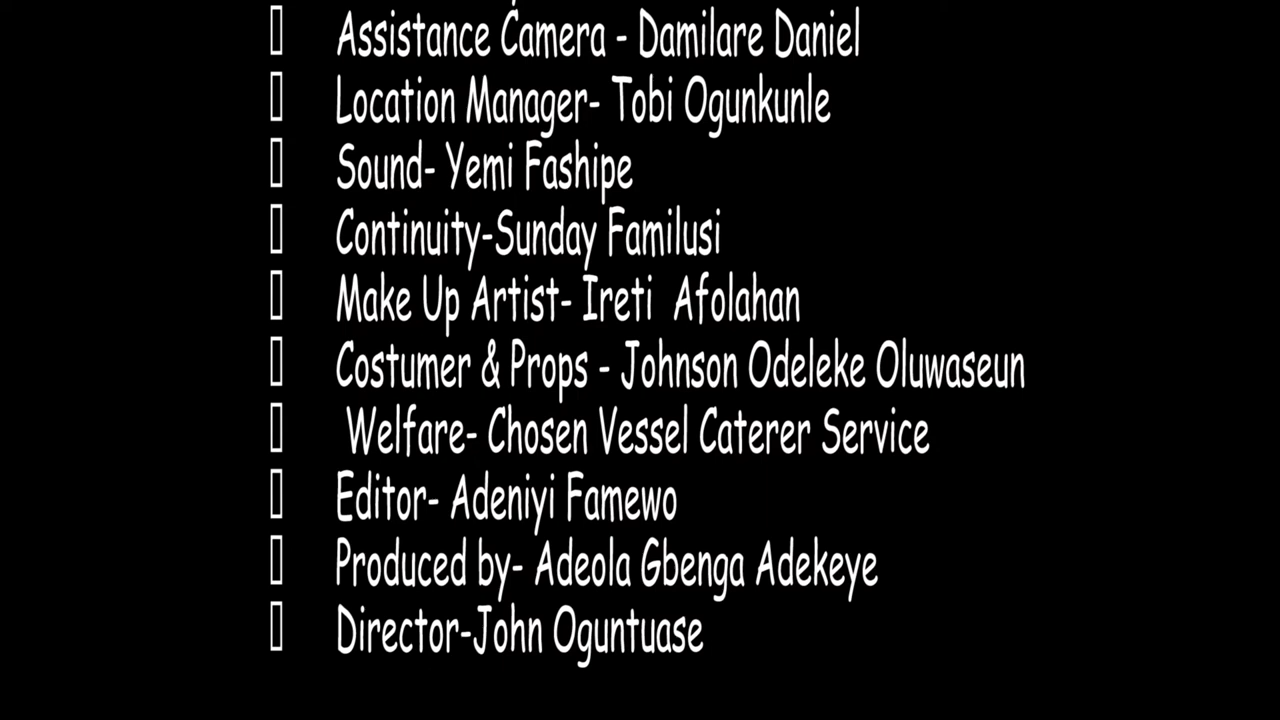 Assistance Camera - Damilare Daniel
Location Manager- Tobi Ogunkunle
Sound- Yemi Fashipe
Continuity-Sunday Familusi
Make Up Artist- Ireti  Afolahan
Costumer & Props - Johnson Odeleke Oluwaseun
Welfare- Chosen Vessel Caterer Service
Editor- Adeniyi Famewo
Produced by- Adeola Gbenga Adekeye
Director-John Oguntuase